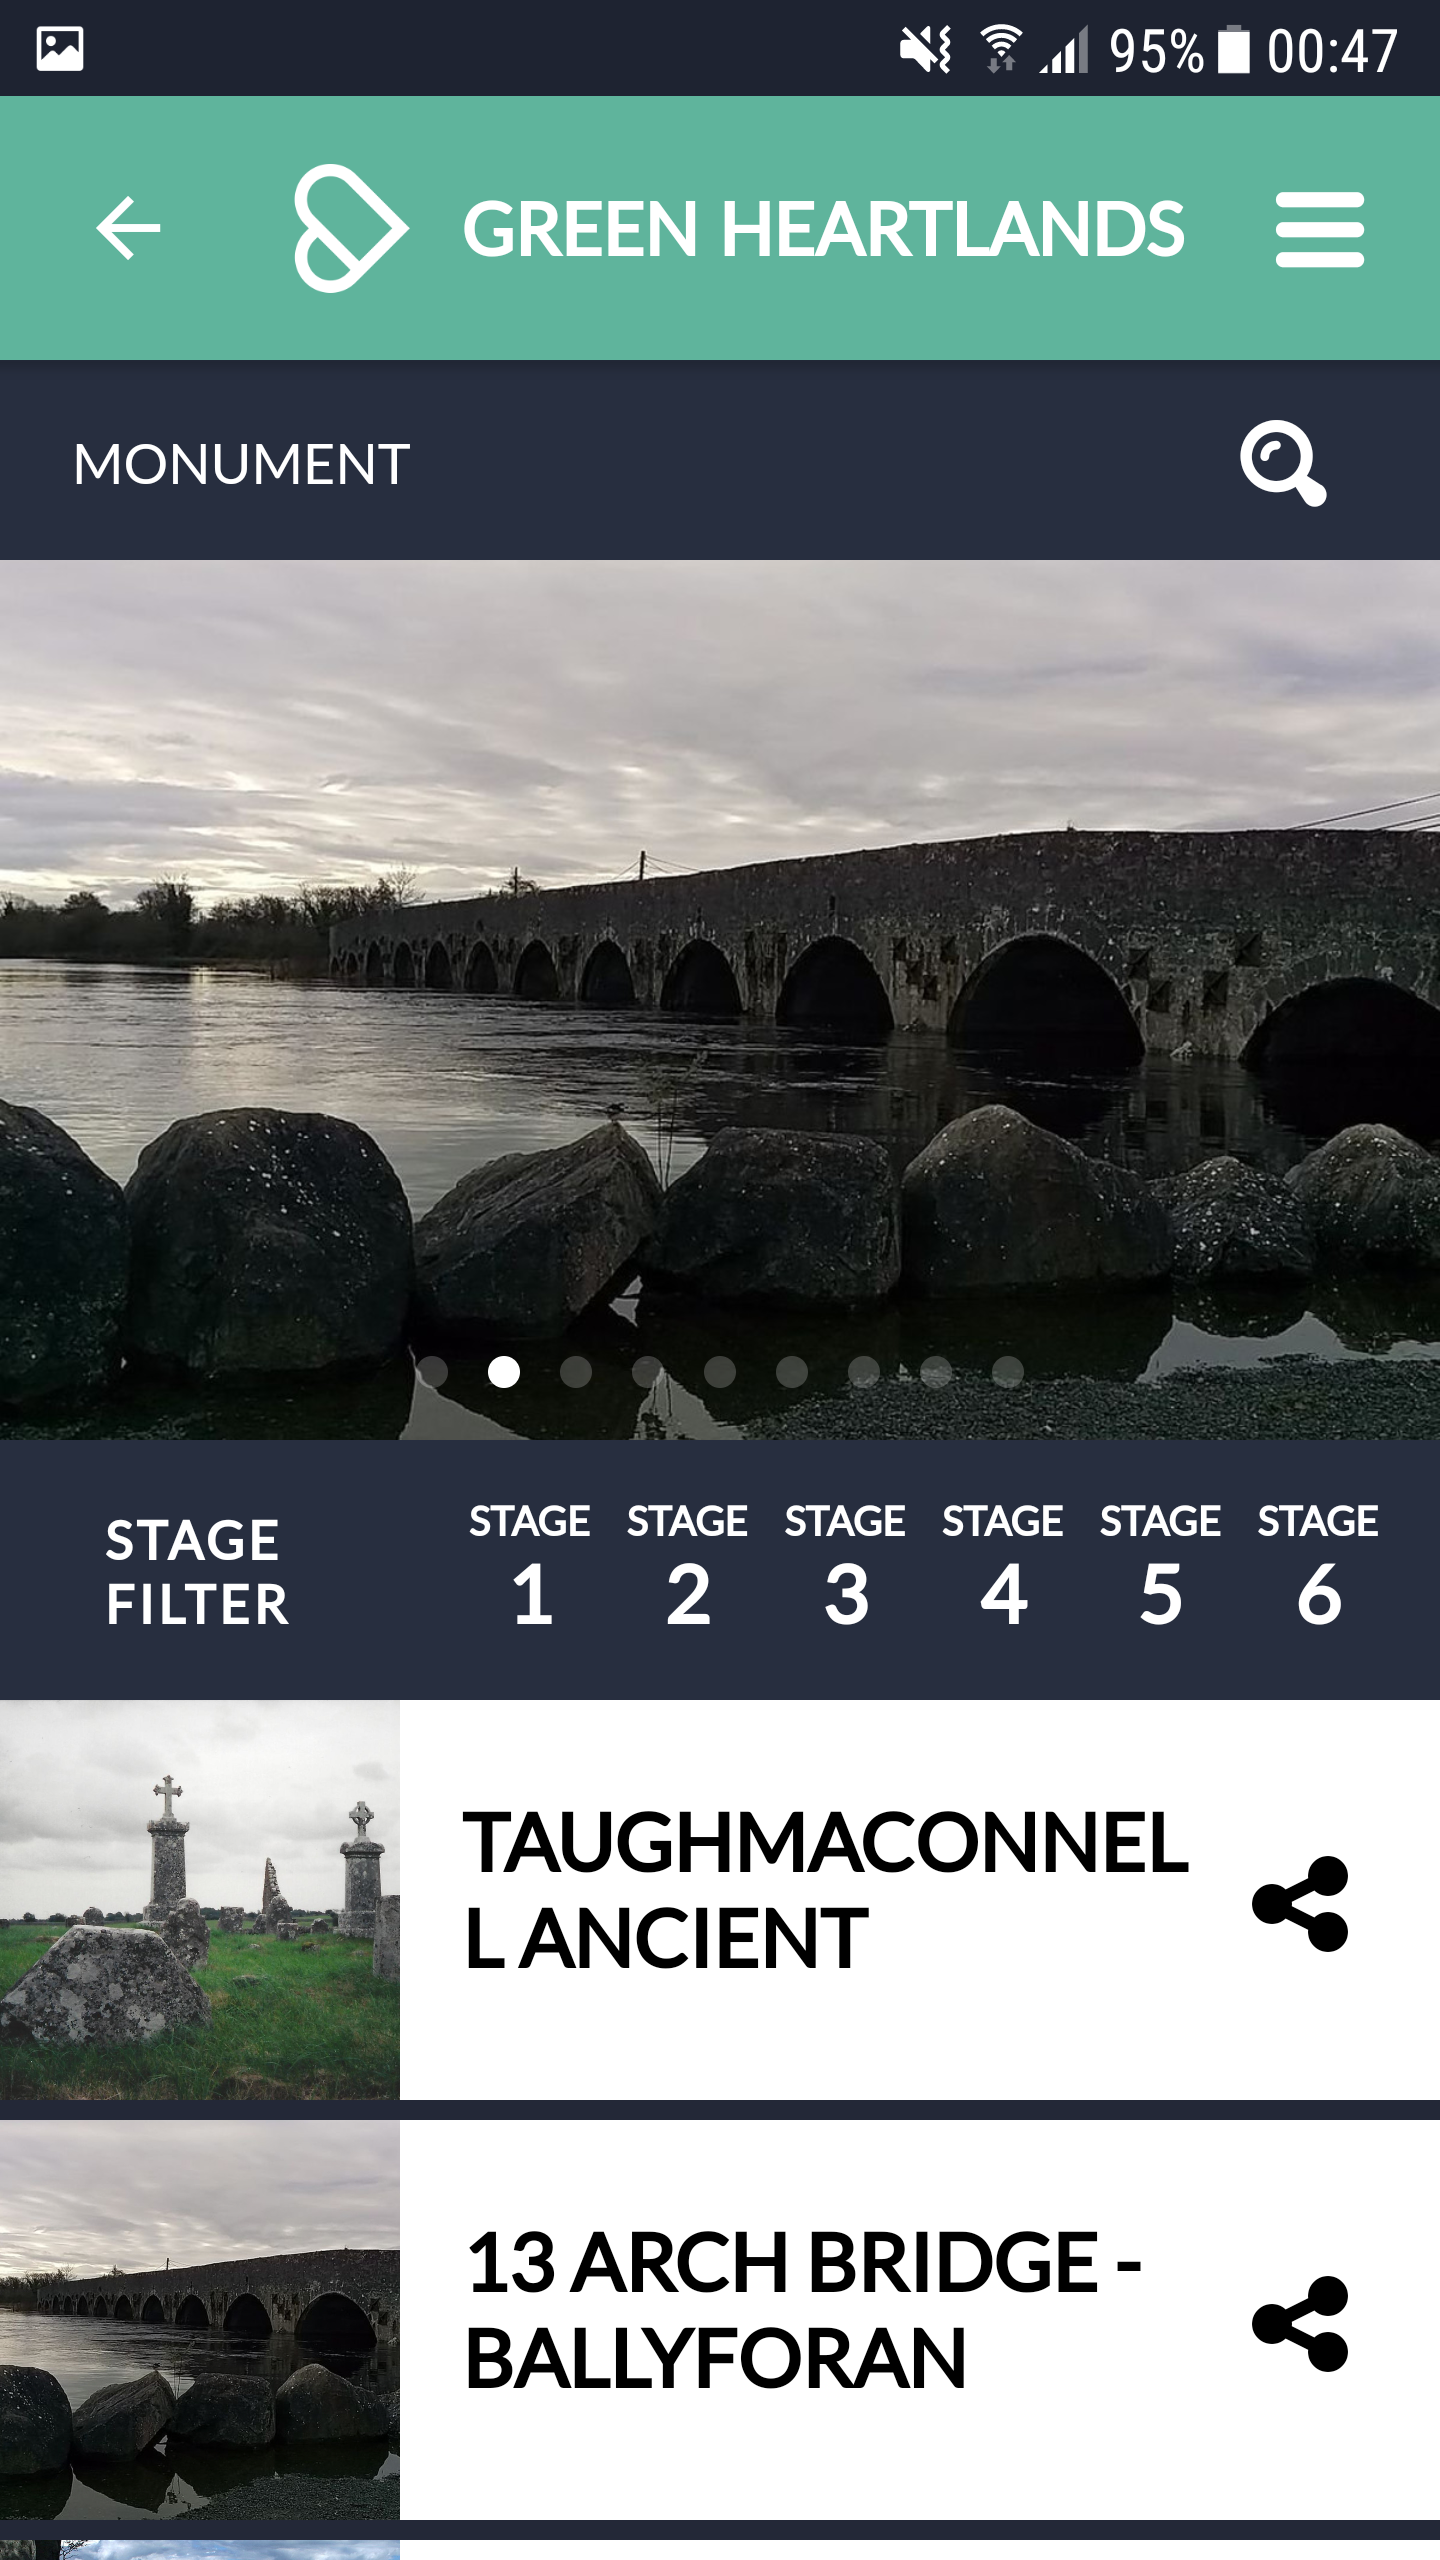 95% 00:47
GREEN HEARTLANDS
MONUMENT
STAGE
FILTER
STAGE STAGE STAGE STAGE STAGE STAGE
1 2 3 4 5 6
TAUGHMACONNEL
L ANCIENT
13 ARCH BRIDGE -
BALLYFORAN